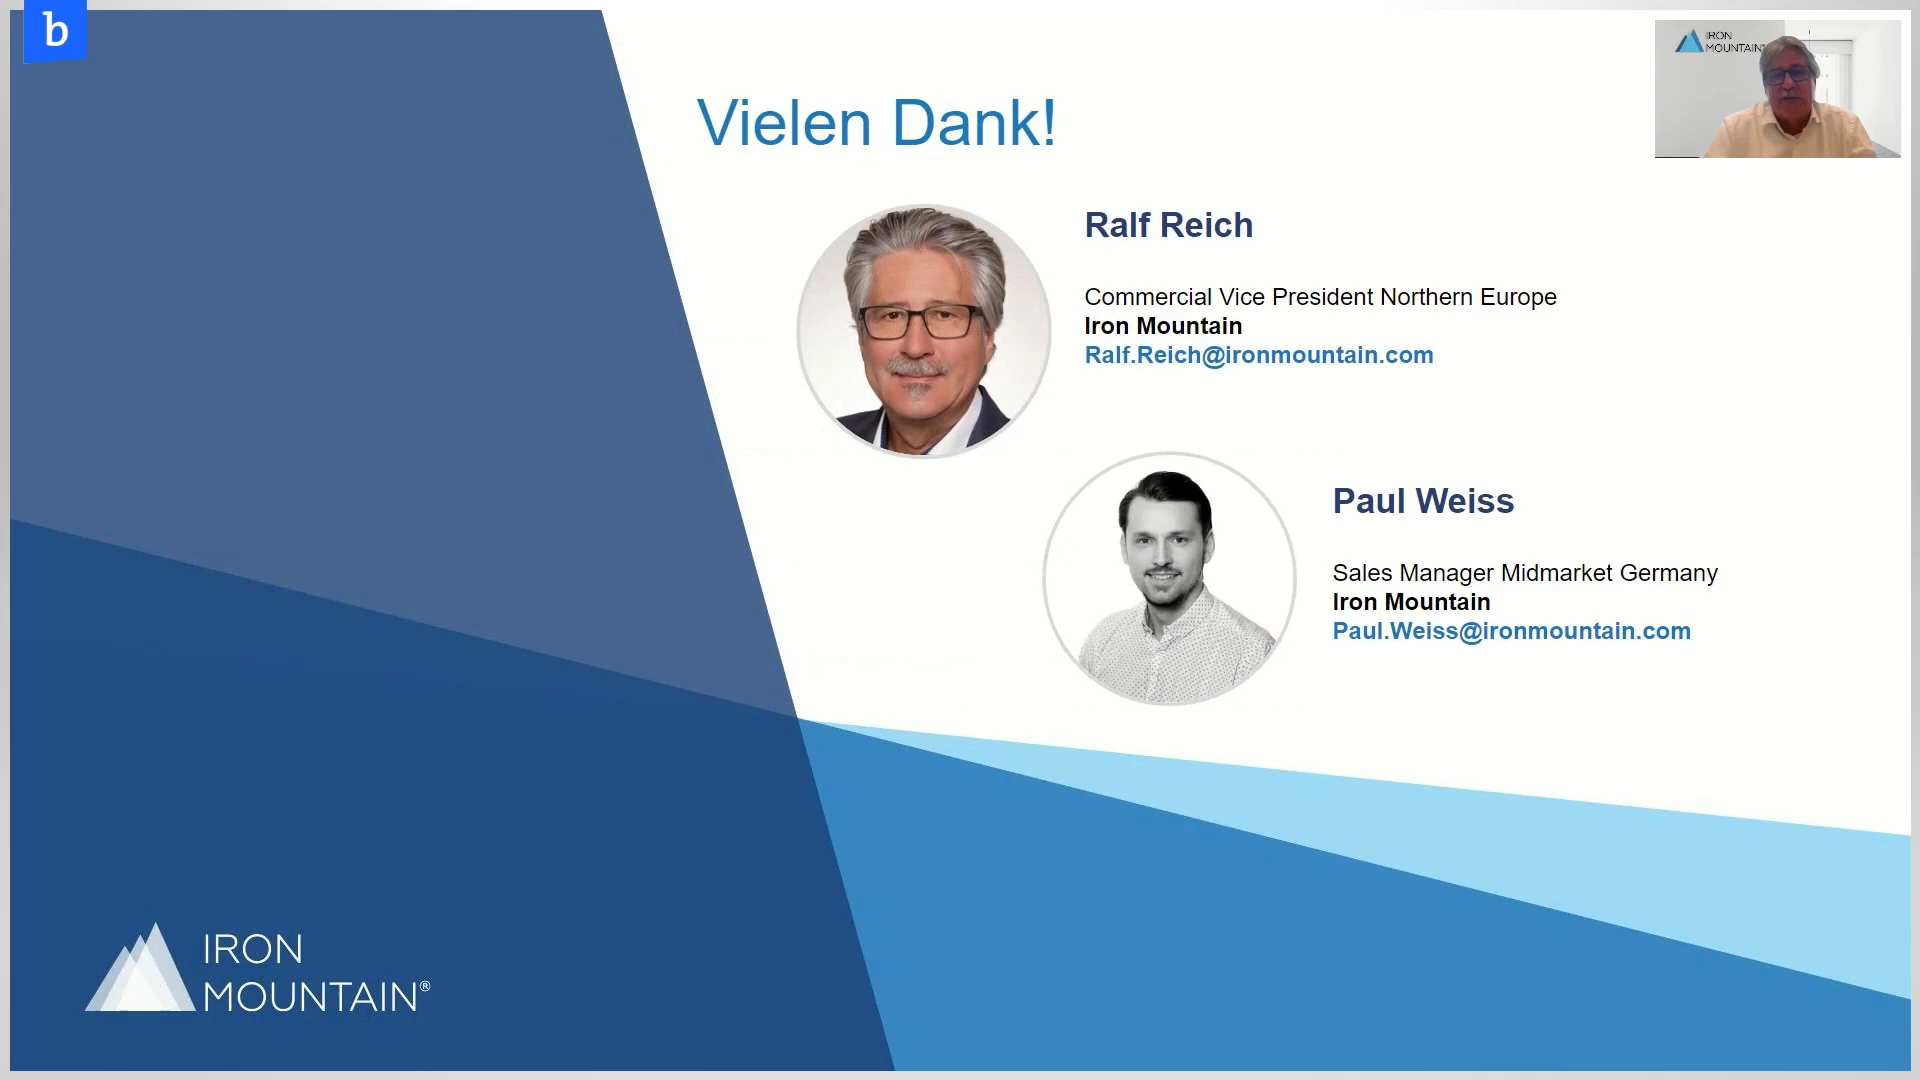 b
IRON
MOUNTAIN
Vielen Dank!
Ralf Reich
Commercial Vice President Northern Europe
Iron Mountain
Ralf.Reich@ironmountain.com
Paul Weiss
Sales Manager Midmarket Germany
Iron Mountain
Paul.Weiss@ironmountain.com
IRON
MOUNTAIN®